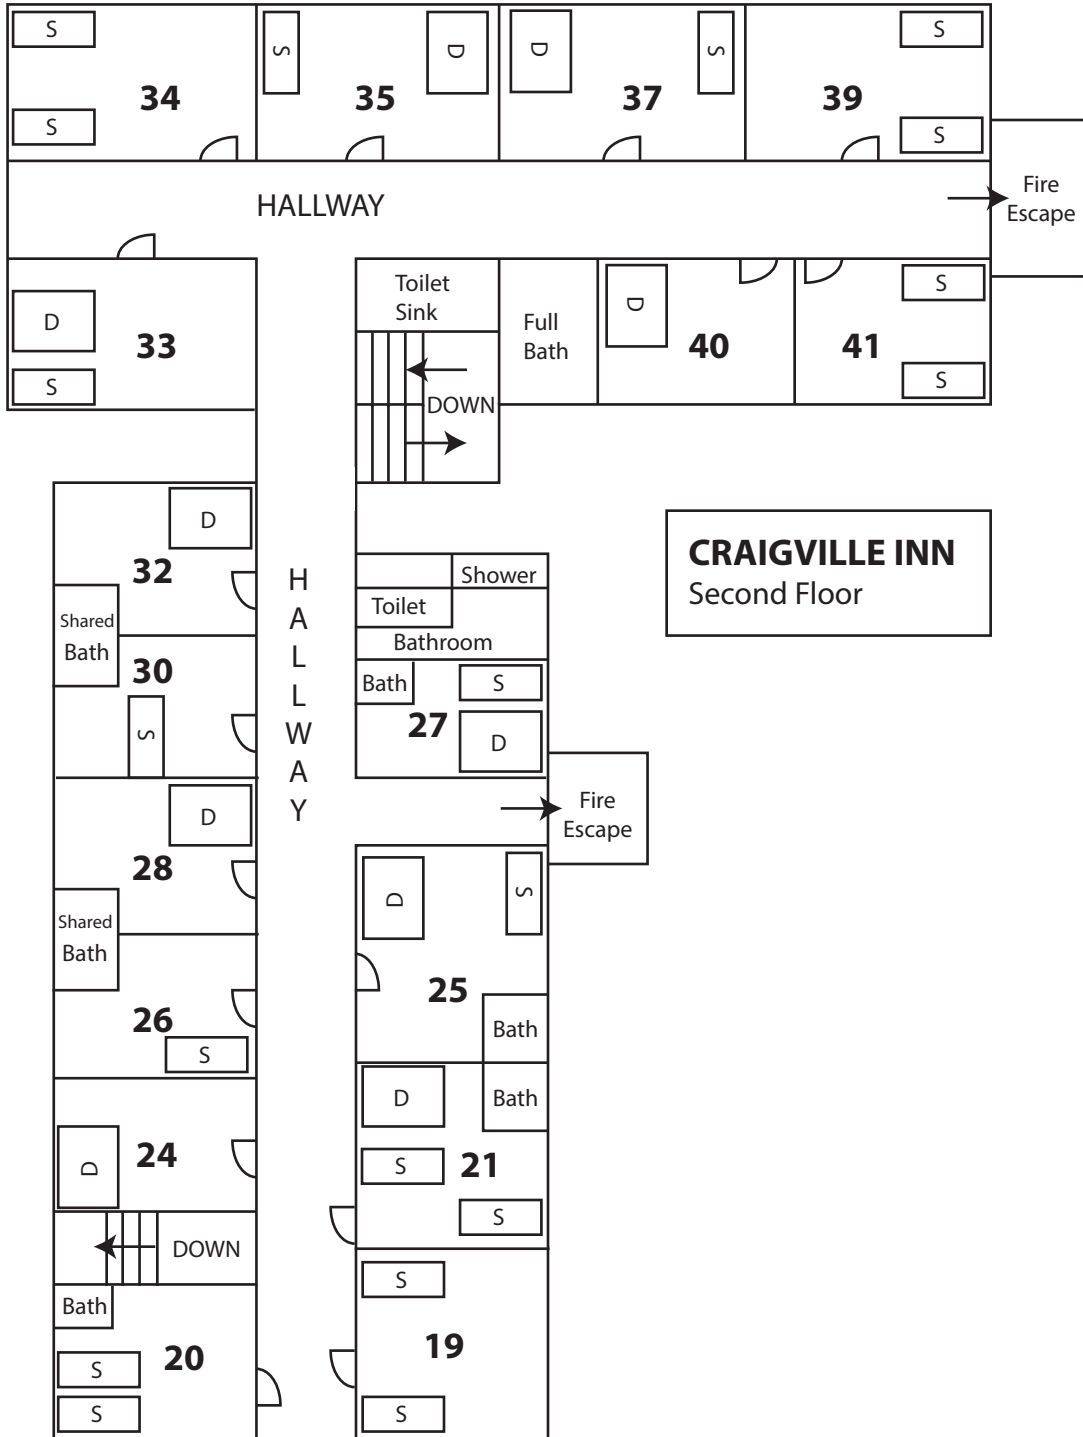 S
S
D
D
S
S
34
35
37
39
S
S
HALLWAY
Fire
Escape
Toilet
Sink
D
S
D
Full
Bath
S
33
40
41
S
DOWN
D
32
CRAIGVILLE INN
Second Floor
H
A
L
L
W
A
Y
Shower
Toilet
Bathroom
Shared
Bath
30
S
Bath
S
27
D
D
28
Fire
Escape
D
S
Shared
Bath
25
26
S
Bath
D
Bath
24
D
S
21
S
DOWN
S
Bath
19
20
S
S
S